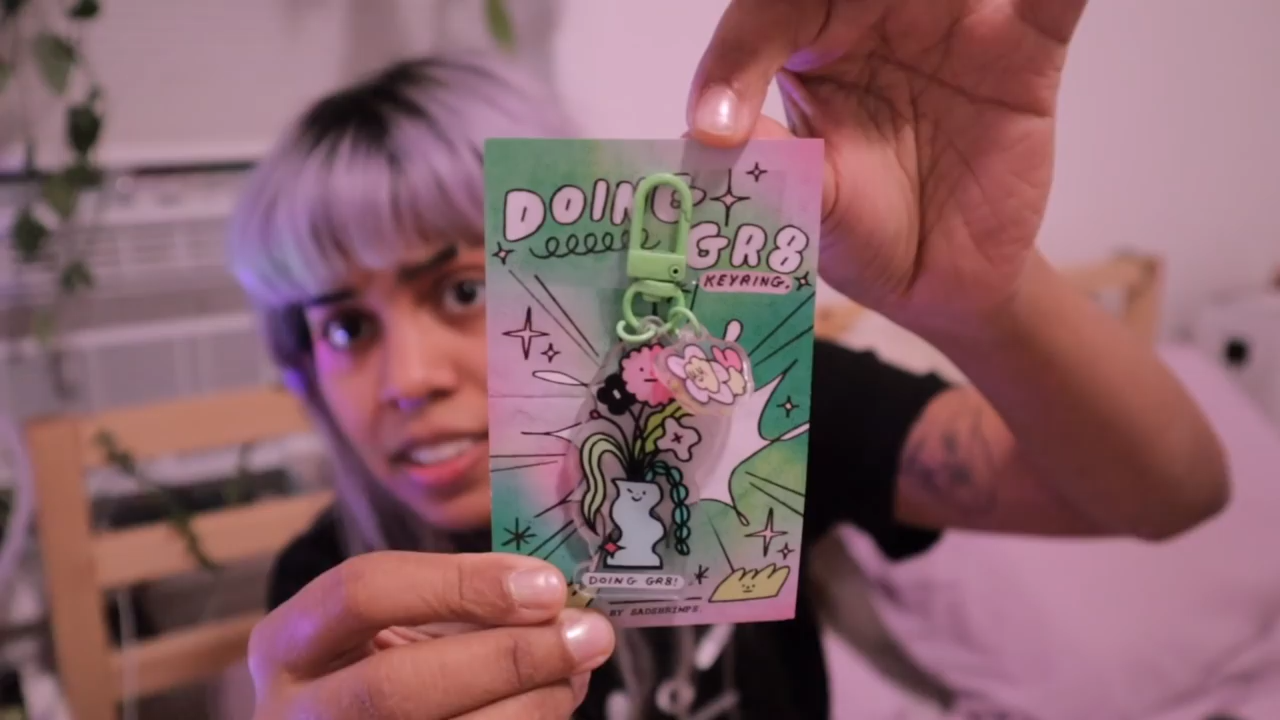 DOING
GR8
KEYRING.
DOING GR8!
BY SADSHRIMPS.